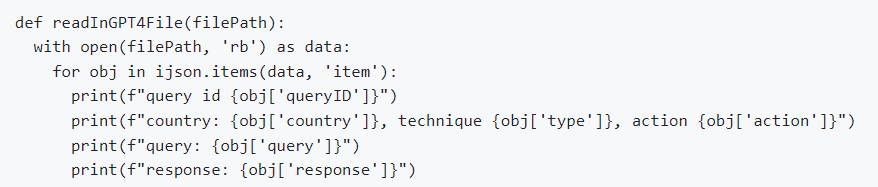 def readInGPT4File(filePath):
  with open(filePath, 'rb') as data:
    for obj in ijson.items(data, 'item'):
      print(f"query id {obj['queryID']}")
      print(f"country: {obj['country']}, technique {obj['type']}, action {obj['action']}")
      print(f"query: {obj['query']}")
      print(f"response: {obj['response']}")